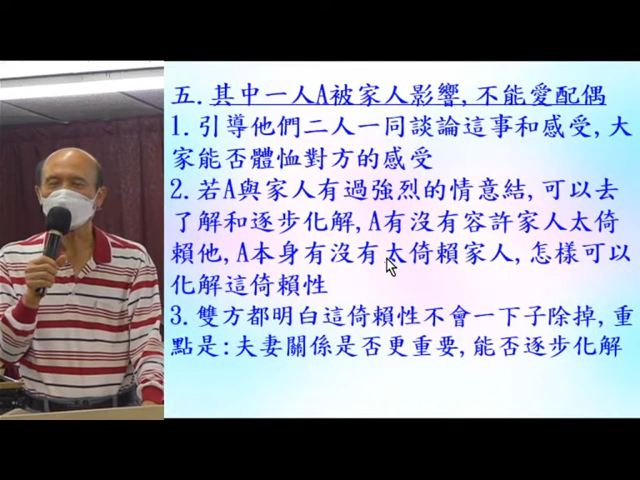 五.其中一人A被家人影響,不能愛配偶
1.引導他們二人一同談論這事和感受,大
家能否體恤對方的感受
2.若A與家人有過強烈的情意結,可以去
了解和逐步化解,A有沒有容許家人太倚
賴他,A本身有沒有太倚賴家人,怎樣可以
化解這倚賴性
3.雙方都明白這倚賴性不會一下子除掉,重
點是:夫妻關係是否更重要,能否逐步化解